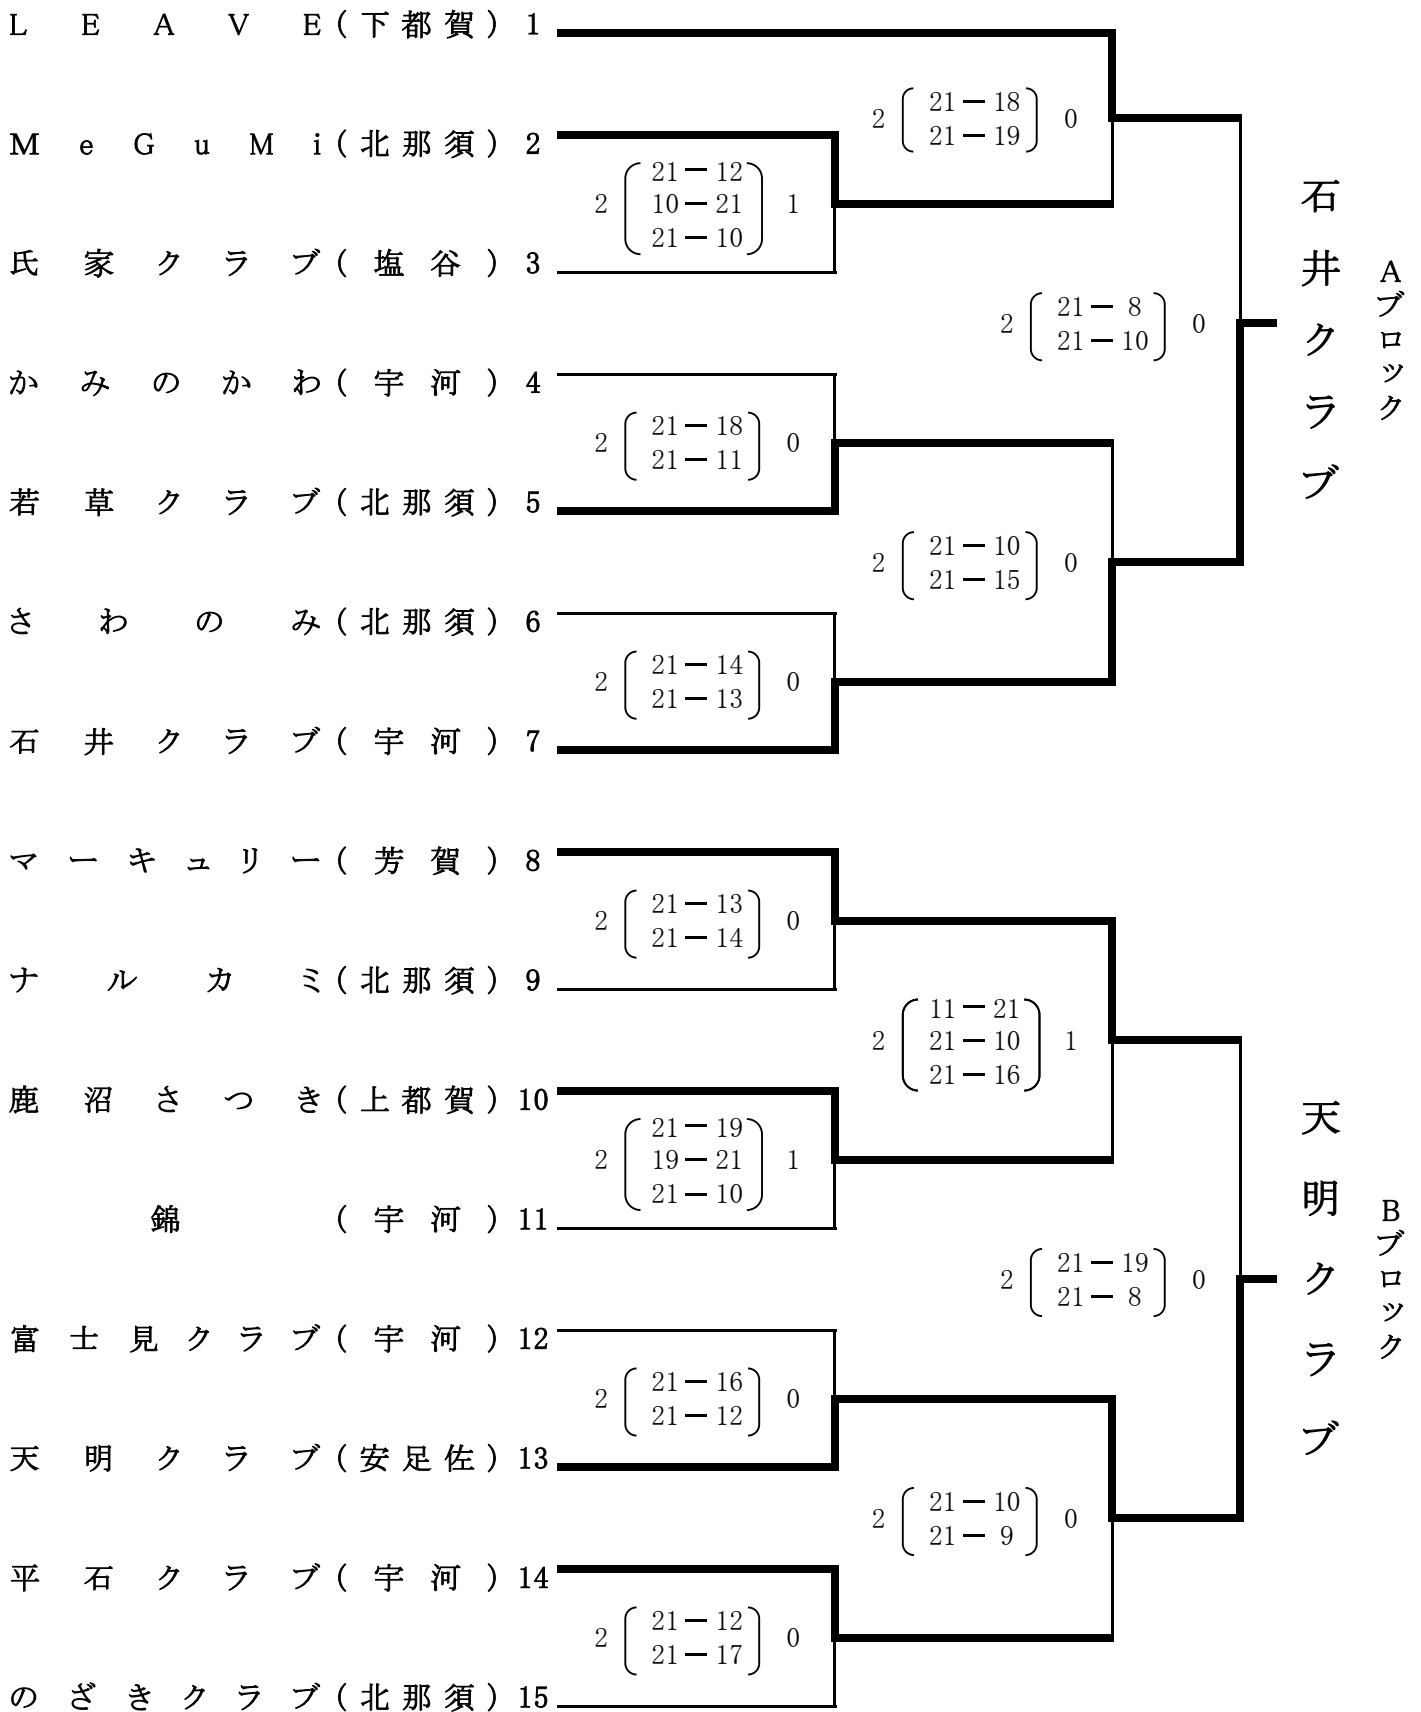 LEAVE(下都賀) 1
2 21-18 0
21-19
MeGuMi(北那須) 2
2 21-12 1
10-21
21-10
氏家クラブ(塩谷) 3
2 21-8 0
21-10
かみのかわ(宇河) 4
2 21-18 0
21-11
若草クラブ(北那須) 5
2 21-10 0
21-15
さわのみ(北那須) 6
2 21-14 0
21-13
石井クラブ(宇河) 7
石井クラブ
Aブロック
マーキュリー(芳賀) 8
2 21-13 0
21-14
ナルカミ(北那須) 9
2 11-21 1
21-10
21-16
鹿沼さつき(上都賀) 10
2 21-19 1
19-21
21-10
錦(宇河) 11
2 21-19 0
21-8
富士見クラブ(宇河) 12
2 21-16 0
21-12
天明クラブ(安足佐) 13
2 21-10 0
21-9
平石クラブ(宇河) 14
2 21-12 0
21-17
のざきクラブ(北那須) 15
天明クラブ
Bブロック